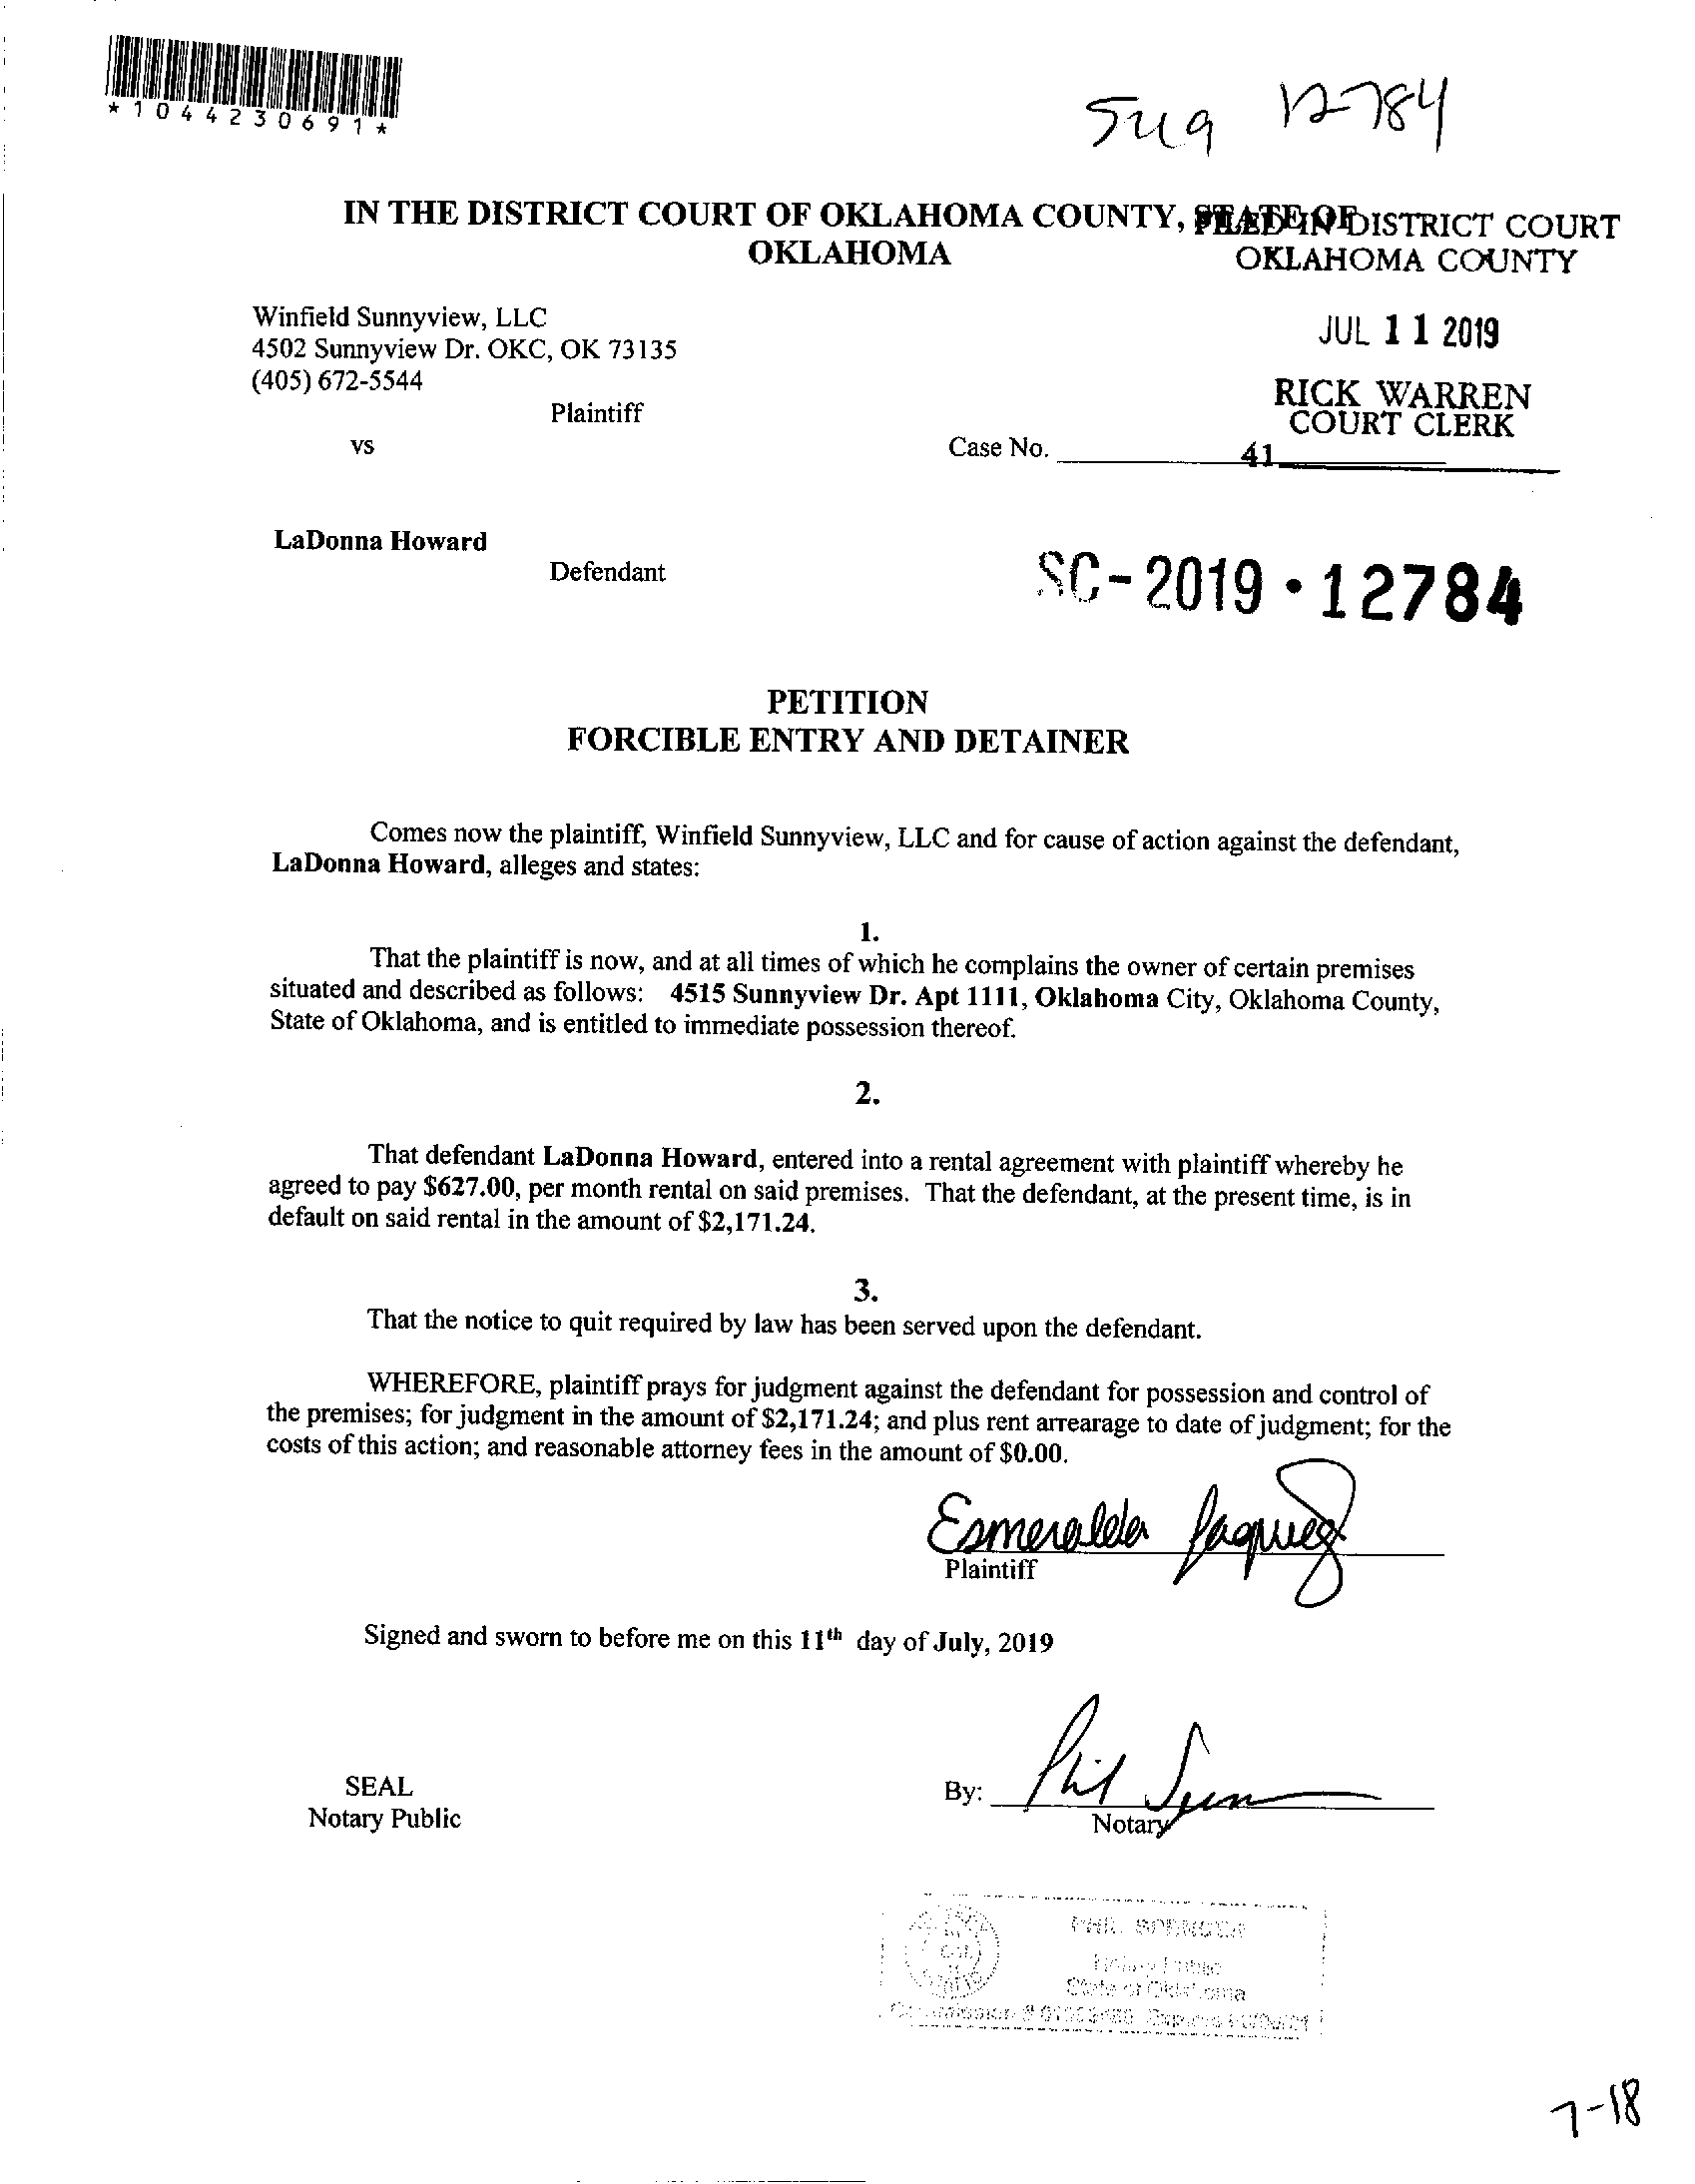 *1044230691*
12784
IN THE DISTRICT COURT OF OKLAHOMA COUNTY, STATE OF
OKLAHOMA
FILED IN DISTRICT COURT
OKLAHOMA COUNTY
JUL 11 2019
RICK WARREN
COURT CLERK
41
Winfield Sunnyview, LLC
4502 Sunnyview Dr. OKC, OK 73135
(405) 672-5544
Plaintiff
vs
Case No.
LaDonna Howard
Defendant
SC-2019-12784
PETITION
FORCIBLE ENTRY AND DETAINER
Comes now the plaintiff, Winfield Sunnyview, LLC and for cause of action against the defendant,
LaDonna Howard, alleges and states:
1.
That the plaintiff is now, and at all times of which he complains the owner of certain premises
situated and described as follows: 4515 Sunnyview Dr. Apt 1111, Oklahoma City, Oklahoma County,
State of Oklahoma, and is entitled to immediate possession thereof.
2.
That defendant LaDonna Howard, entered into a rental agreement with plaintiff whereby he
agreed to pay $627.00, per month rental on said premises. That the defendant, at the present time, is in
default on said rental in the amount of $2,171.24.
3.
That the notice to quit required by law has been served upon the defendant.
WHEREFORE, plaintiff prays for judgment against the defendant for possession and control of
the premises; for judgment in the amount of $2,171.24; and plus rent arrearage to date of judgment; for the
costs of this action; and reasonable attorney fees in the amount of $0.00.
Esmeralda Jaquez
Plaintiff
Signed and sworn to before me on this 11th day of July, 2019
SEAL
Notary Public
By: Phil
Notary
PHIL SPENCER
Notary Public
State of Oklahoma
Commission # Expires
7-18